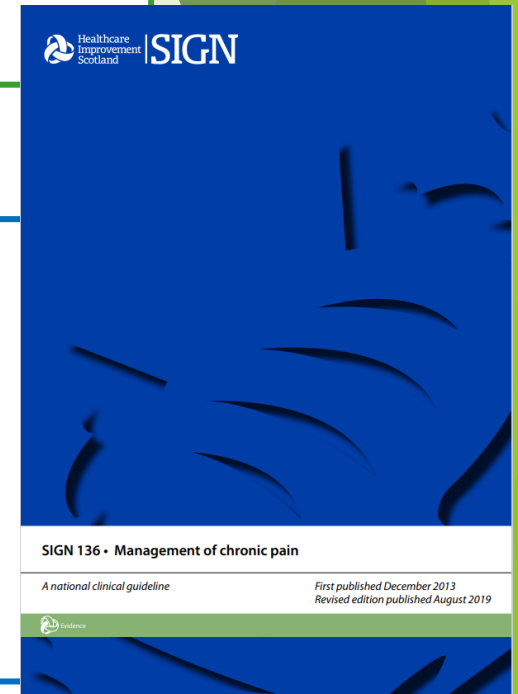 Healthcare
Improvement
Scotland
SIGN
SIGN 136 • Management of chronic pain
A national clinical guideline
First published December 2013
Revised edition published August 2019
Evidence